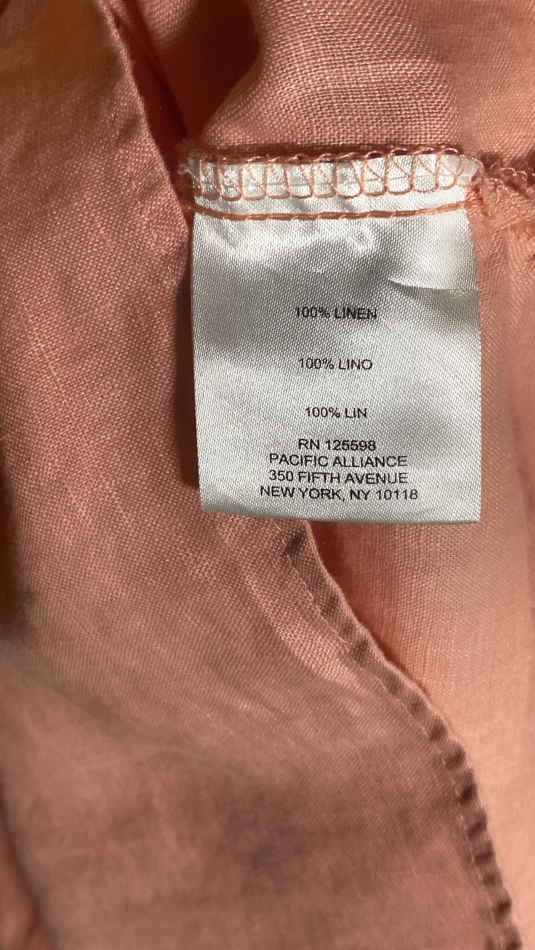 100% LINEN
100% LINO
100% LIN
RN 125598
PACIFIC ALLIANCE
350 FIFTH AVENUE
NEW YORK, NY 10118